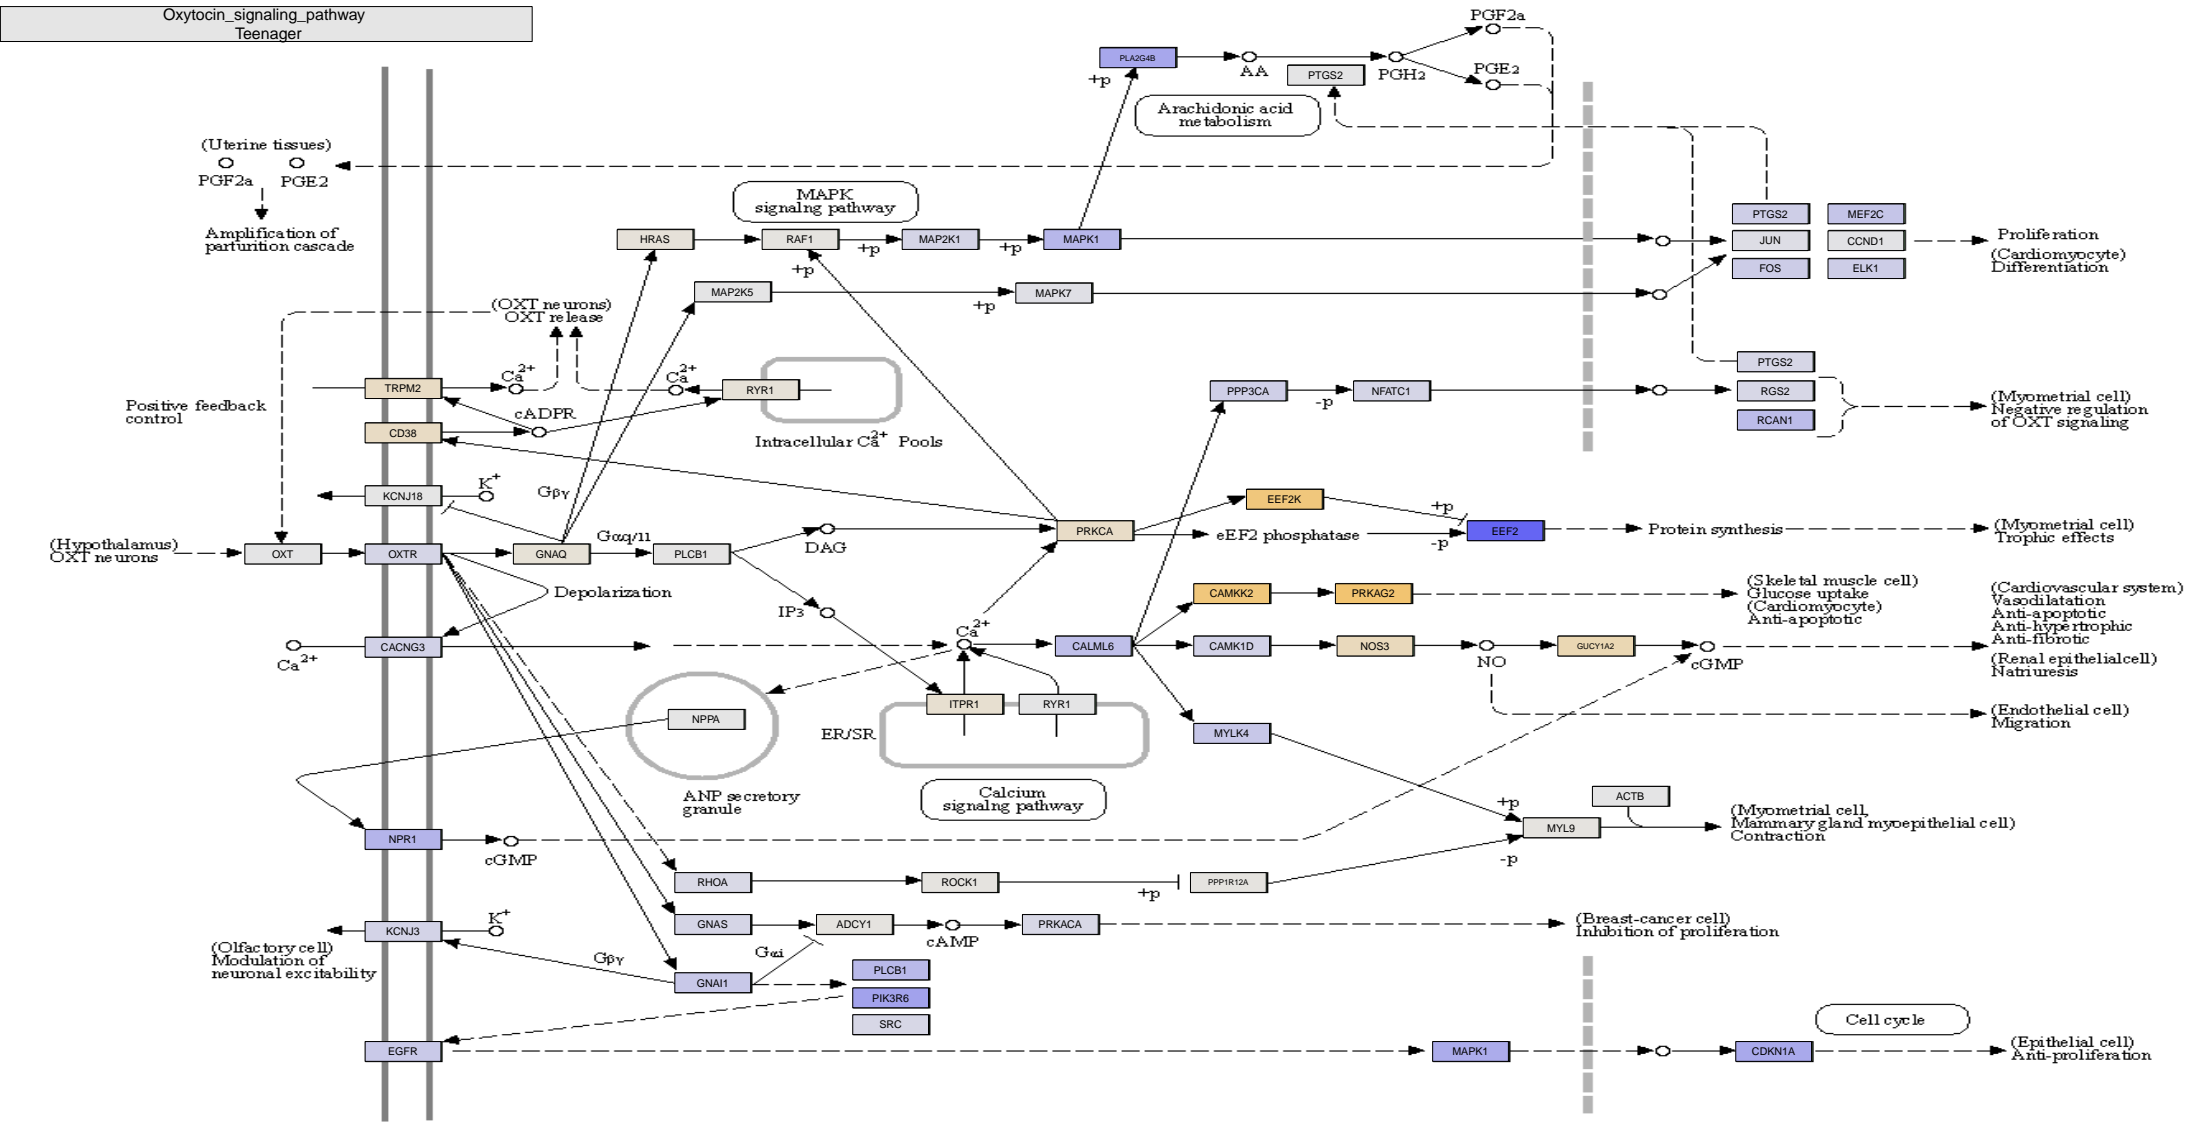 Oxytocin_signaling_pathway
Teenager
PGF2a
PLA2G4B
+p
AA
PTGS2
PGH2
PGE2
Arachidonic acid
metabolism
(Uterine tissues)
PGF2a
PGE2
Amplification of
parturition cascade
MAPK
signalng pathway
HRAS
RAF1
+p
MAP2K1
+p
MAPK1
+p
PTGS2
MEF2C
JUN
CCND1
FOS
ELK1
Proliferation
(Cardiomyocyte)
Differentiation
MAP2K5
+p
MAPK7
(OXT neurons)
OXT release
TRPM2
Ca2+
Ca2+
RYR1
cADPR
CD38
Intracellular Ca2+ Pools
Positive feedback
control
PPP3CA
-p
NFATC1
PTGS2
RGS2
RCAN1
(Myometrial cell)
Negative regulation
of OXT signaling
KCNJ18
K+
Gβγ
(Hypothalamus)
OXT neurons
OXT
OXTR
GNAQ
Gαq/11
PLCB1
DAG
PRKCA
EEF2K
+p
eEF2 phosphatase
-p
EEF2
Protein synthesis
(Myometrial cell)
Trophic effects
Depolarization
IP3
CAMKK2
PRKAG2
(Skeletal muscle cell)
Glucose uptake
(Cardiomyocyte)
Anti-apoptotic
(Cardiovascular system)
Vasodilatation
Anti-apoptotic
Anti-hypertrophic
Anti-fibrotic
(Renal epithelialcell)
Natriuresis
Ca2+
CACNG3
Ca2+
CALML6
CAMK1D
NOS3
NO
GUCY1A2
cGMP
NPPA
ITPR1
RYR1
ER/SR
MYLK4
(Endothelial cell)
Migration
ANP secretory
granule
Calcium
signalng pathway
NPR1
cGMP
+p
MYL9
-p
ACTB
(Myometrial cell,
Mammary gland myoepithelial cell)
Contraction
RHOA
ROCK1
+p
PPP1R12A
KCNJ3
K+
GNAS
ADCY1
cAMP
PRKACA
(Breast-cancer cell)
Inhibition of proliferation
(Olfactory cell)
Modulation of
neuronal excitability
Gβγ
Gαi
GNAI1
PLCB1
PIK3R6
SRC
EGFR
MAPK1
CDKN1A
Cell cycle
(Epithelial cell)
Anti-proliferation